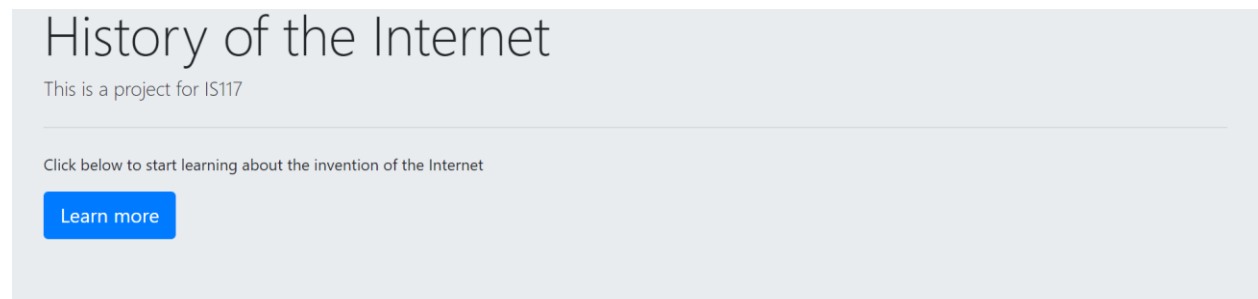 History of the Internet
This is a project for IS117
Click below to start learning about the invention of the Internet
Learn more